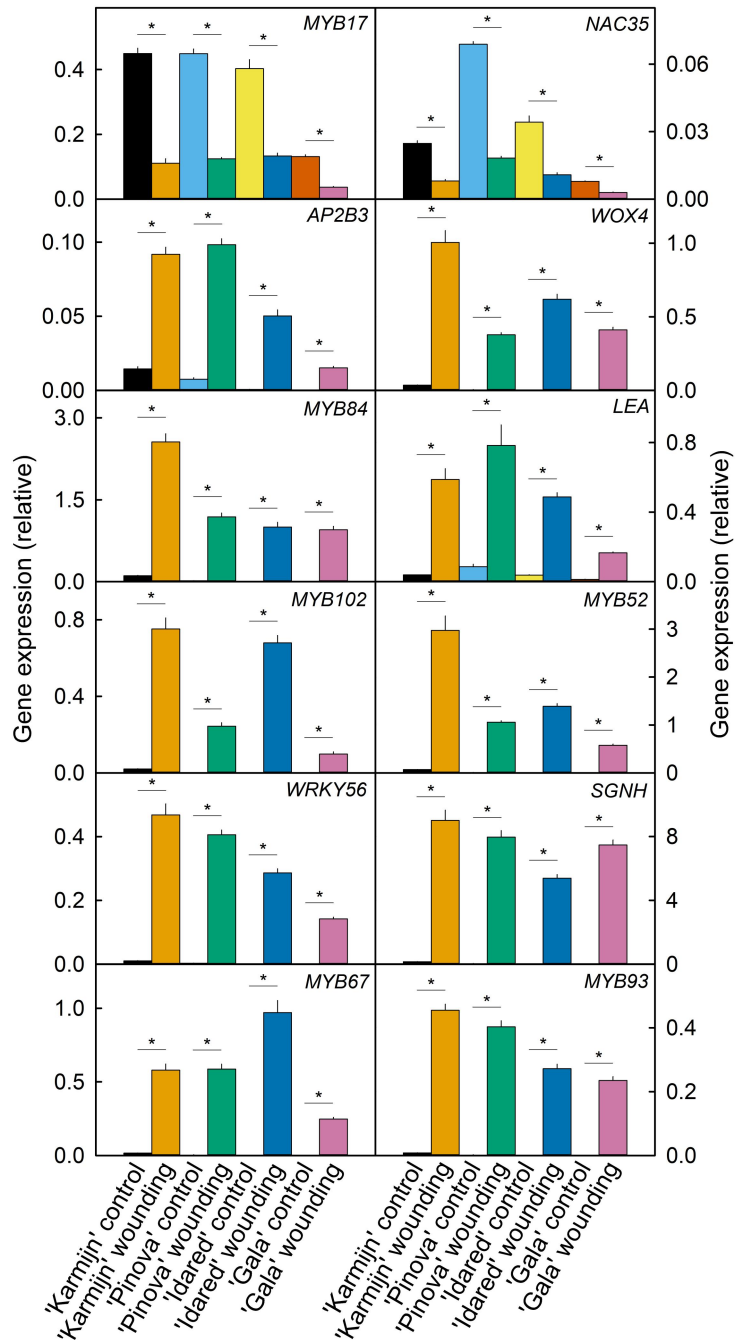 MYB17
NAC35
0.4
0.2
0.0
0.06
0.03
0.00
* * * *
* * * *
AP2B3
WOX4
0.10
0.05
0.00
1.0
0.5
0.0
* * * *
* * * *
MYB84
LEA
3.0
1.5
0.0
0.8
0.4
0.0
* * * *
* * * *
Gene expression (relative)
Gene expression (relative)
MYB102
MYB52
0.8
0.4
0.0
3
2
1
0
* * * *
* * * *
WRKY56
SGNH
0.4
0.2
0.0
8
4
0
* * * *
* * * *
MYB67
MYB93
1.0
0.5
0.0
0.4
0.2
0.0
* * * *
* * * *
'Karmijn' control
'Karmijn' wounding
'Pinova' control
'Pinova' wounding
'Idared' control
'Idared' wounding
'Gala' control
'Gala' wounding
'Karmijn' control
'Karmijn' wounding
'Pinova' control
'Pinova' wounding
'Idared' control
'Idared' wounding
'Gala' control
'Gala' wounding